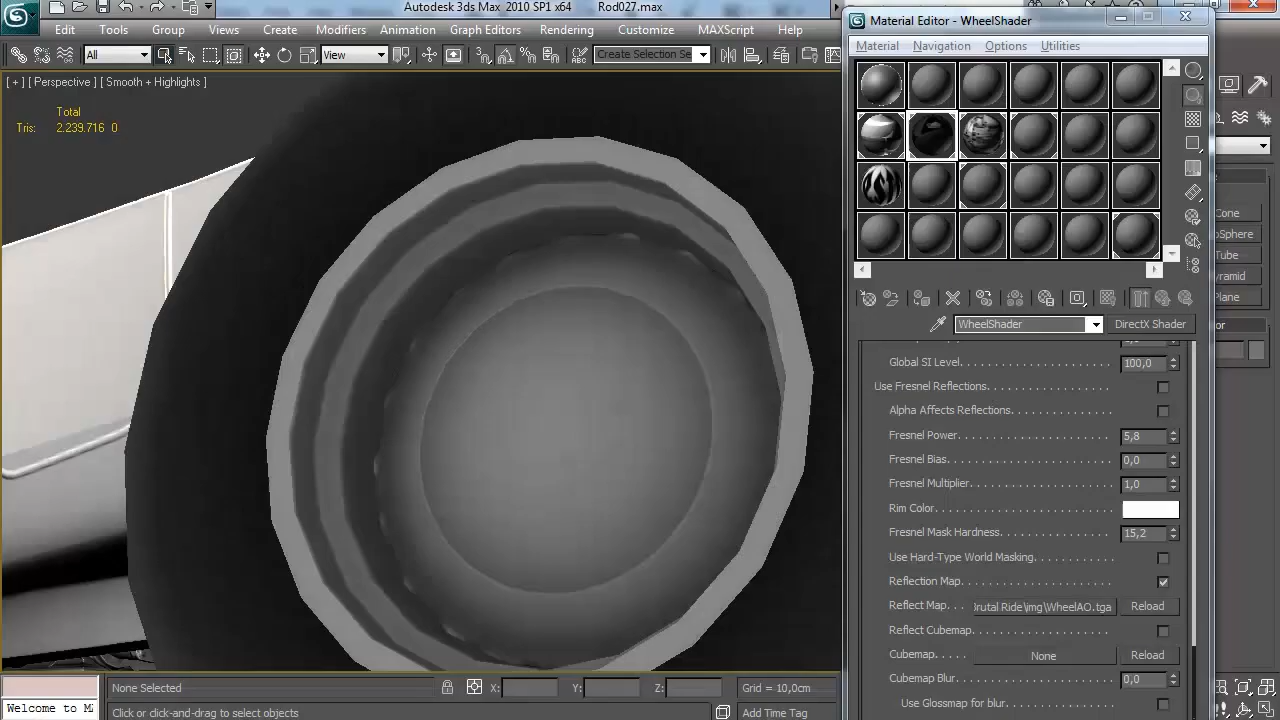 Autodesk 3ds Max 2010 SP1 x64 Rod027.max
Edit Tools Group Views Create Modifiers Animation Graph Editors Rendering Customize MAXScript Help
All
View
Create Selection Se
[ + ] [ Perspective ] [ Smooth + Highlights ]
Total
Tris: 2.239.716 0
Material Editor - WheelShader
Material Navigation Options Utilities
WheelShader
DirectX Shader
Global SI Level
100,0
Use Fresnel Reflections
Alpha Affects Reflections
Fresnel Power
5,8
Fresnel Bias
0,0
Fresnel Multiplier
1,0
Rim Color
Fresnel Mask Hardness
15,2
Use Hard-Type World Masking
Reflection Map
Reflect Map
Brutal Ride\img\WheelAO.tga
Reload
Reflect Cubemap
Cubemap
None
Reload
Cubemap Blur
0,0
Use Glossmap for blur
Cone
oSphere
Tube
yramid
Plane
or
None Selected
X:
Y:
Z:
Grid = 10,0cm
Welcome to M
Click or click-and-drag to select objects
Add Time Tag